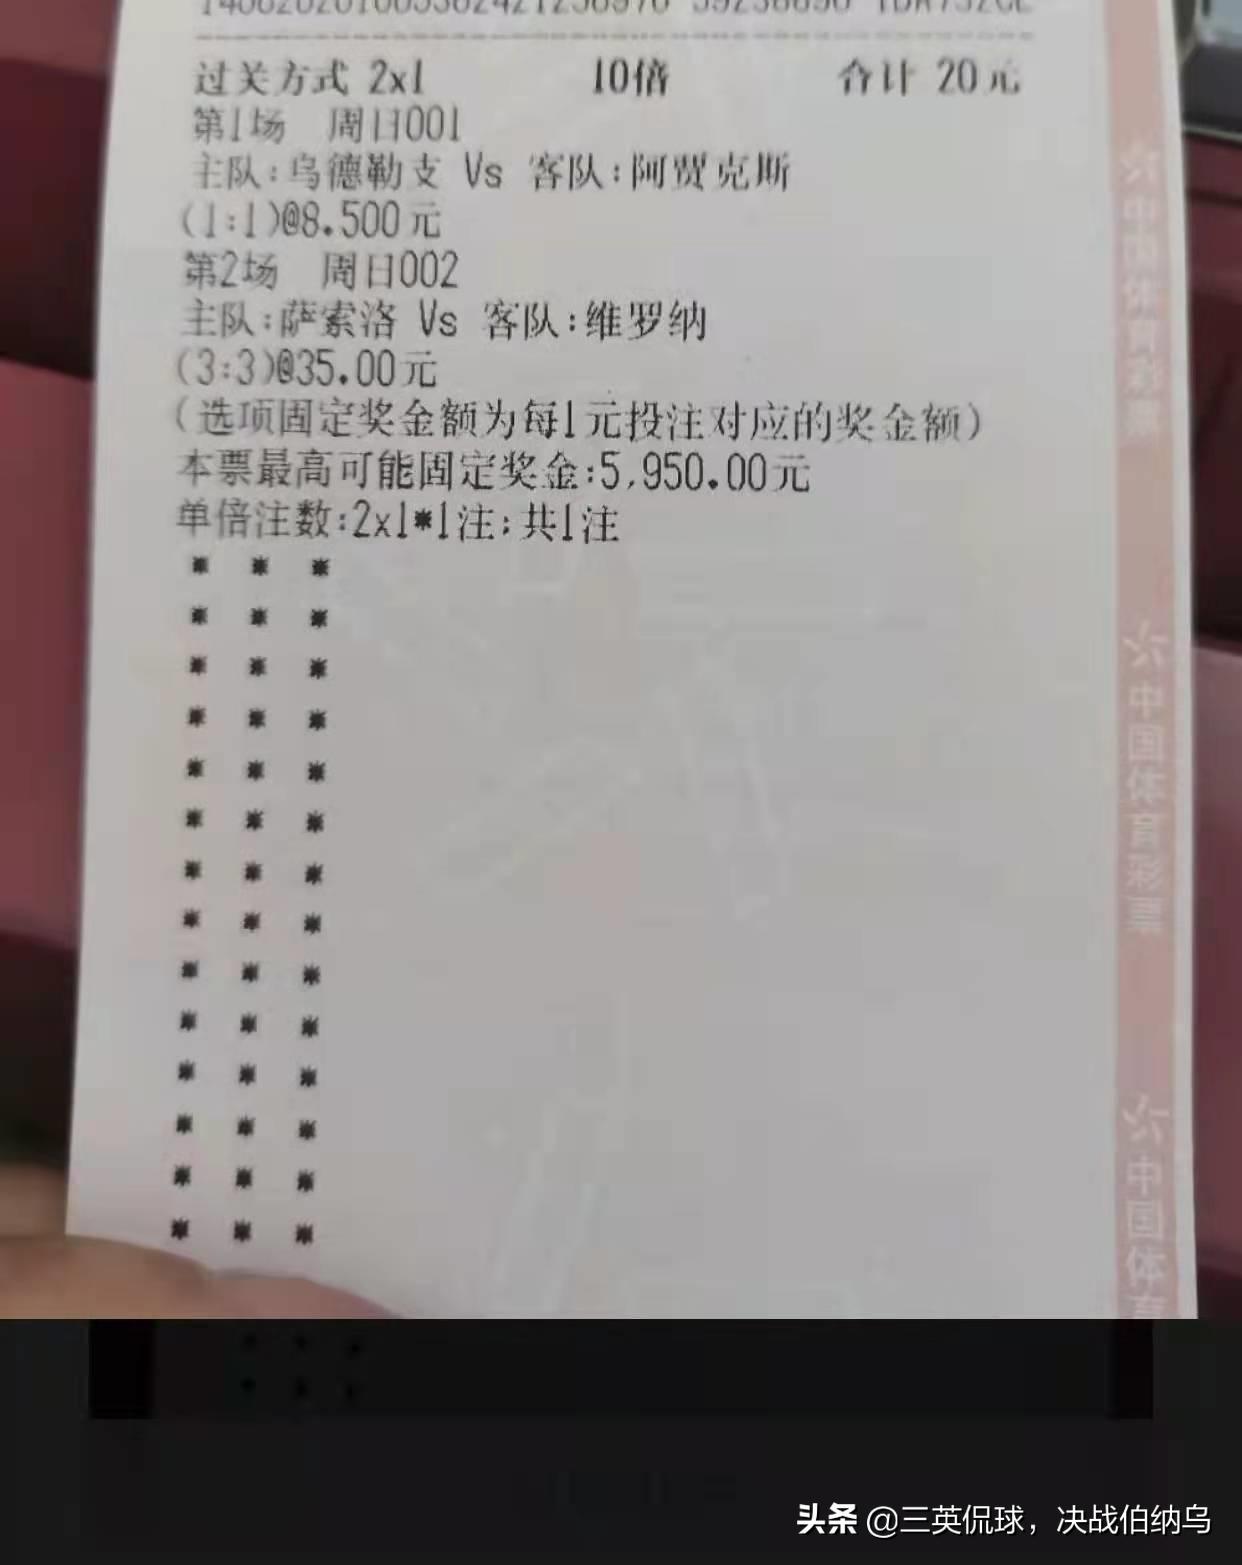 过关方式 2x1 10倍 合计 20元
第1场 周日001
主队:乌德勒支 Vs 客队:阿贾克斯
(1:1)@8.500元
第2场 周日002
主队:萨索洛 Vs 客队:维罗纳
(3:3)@35.00元
(选项固定奖金额为每1元投注对应的奖金额)
本票最高可能固定奖金:5,950.00元
单倍注数:2x1*1注;共1注
* * *
* * *
* * *
* * *
* * *
* * *
* * *
* * *
* * *
* * *
* * *
* * *
* * *
* * *
中国体育彩票
中国体育彩票
中国体育
头条 @三英侃球，决战伯纳乌